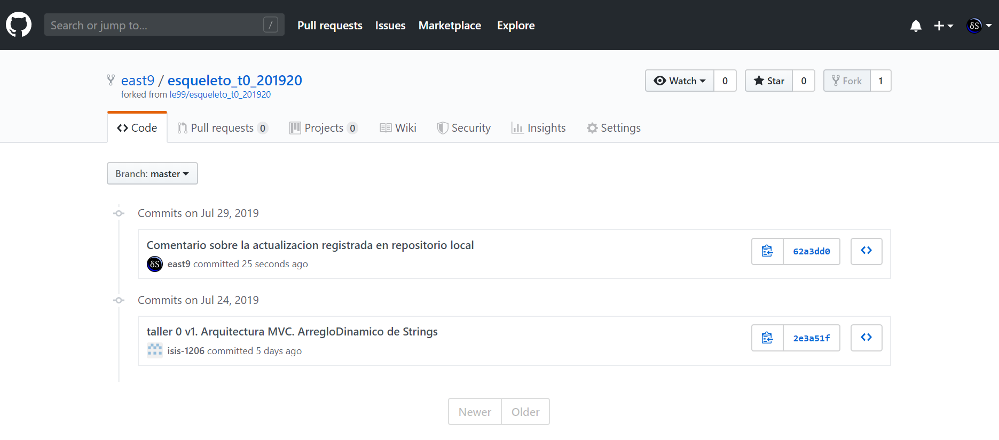 Search or jump to... / Pull requests Issues Marketplace Explore δS
east9 / esqueleto_t0_201920 Watch 0 Star 0 Fork 1
forked from le99/esqueleto_t0_201920
Code Pull requests 0 Projects 0 Wiki Security Insights Settings
Branch: master
Commits on Jul 29, 2019
Comentario sobre la actualizacion registrada en repositorio local 62a3dd0
δS east9 committed 25 seconds ago
Commits on Jul 24, 2019
taller 0 v1. Arquitectura MVC. ArregloDinamico de Strings 2e3a51f
isis-1206 committed 5 days ago
Newer Older